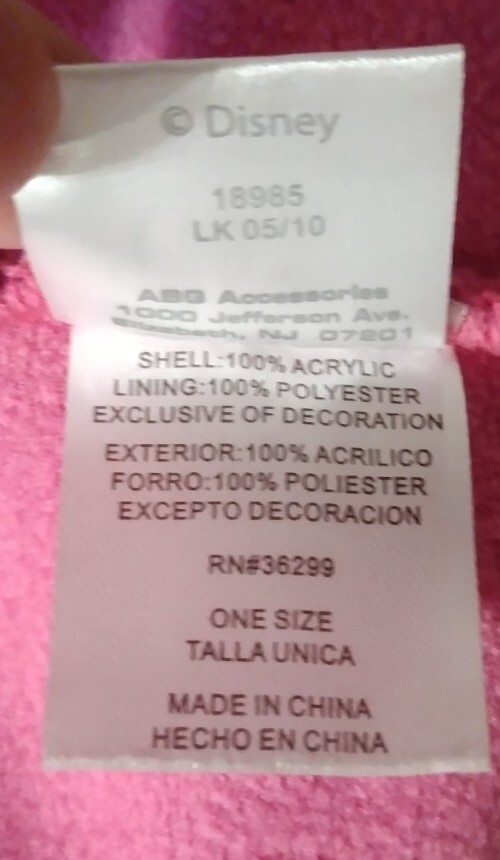 © Disney
18985
LK 05/10
ABG Accessories
1000 Jefferson Ave.
Elizabeth, NJ 07201
SHELL:100% ACRYLIC
LINING:100% POLYESTER
EXCLUSIVE OF DECORATION
EXTERIOR:100% ACRILICO
FORRO:100% POLIESTER
EXCEPTO DECORACION
RN#36299
ONE SIZE
TALLA UNICA
MADE IN CHINA
HECHO EN CHINA